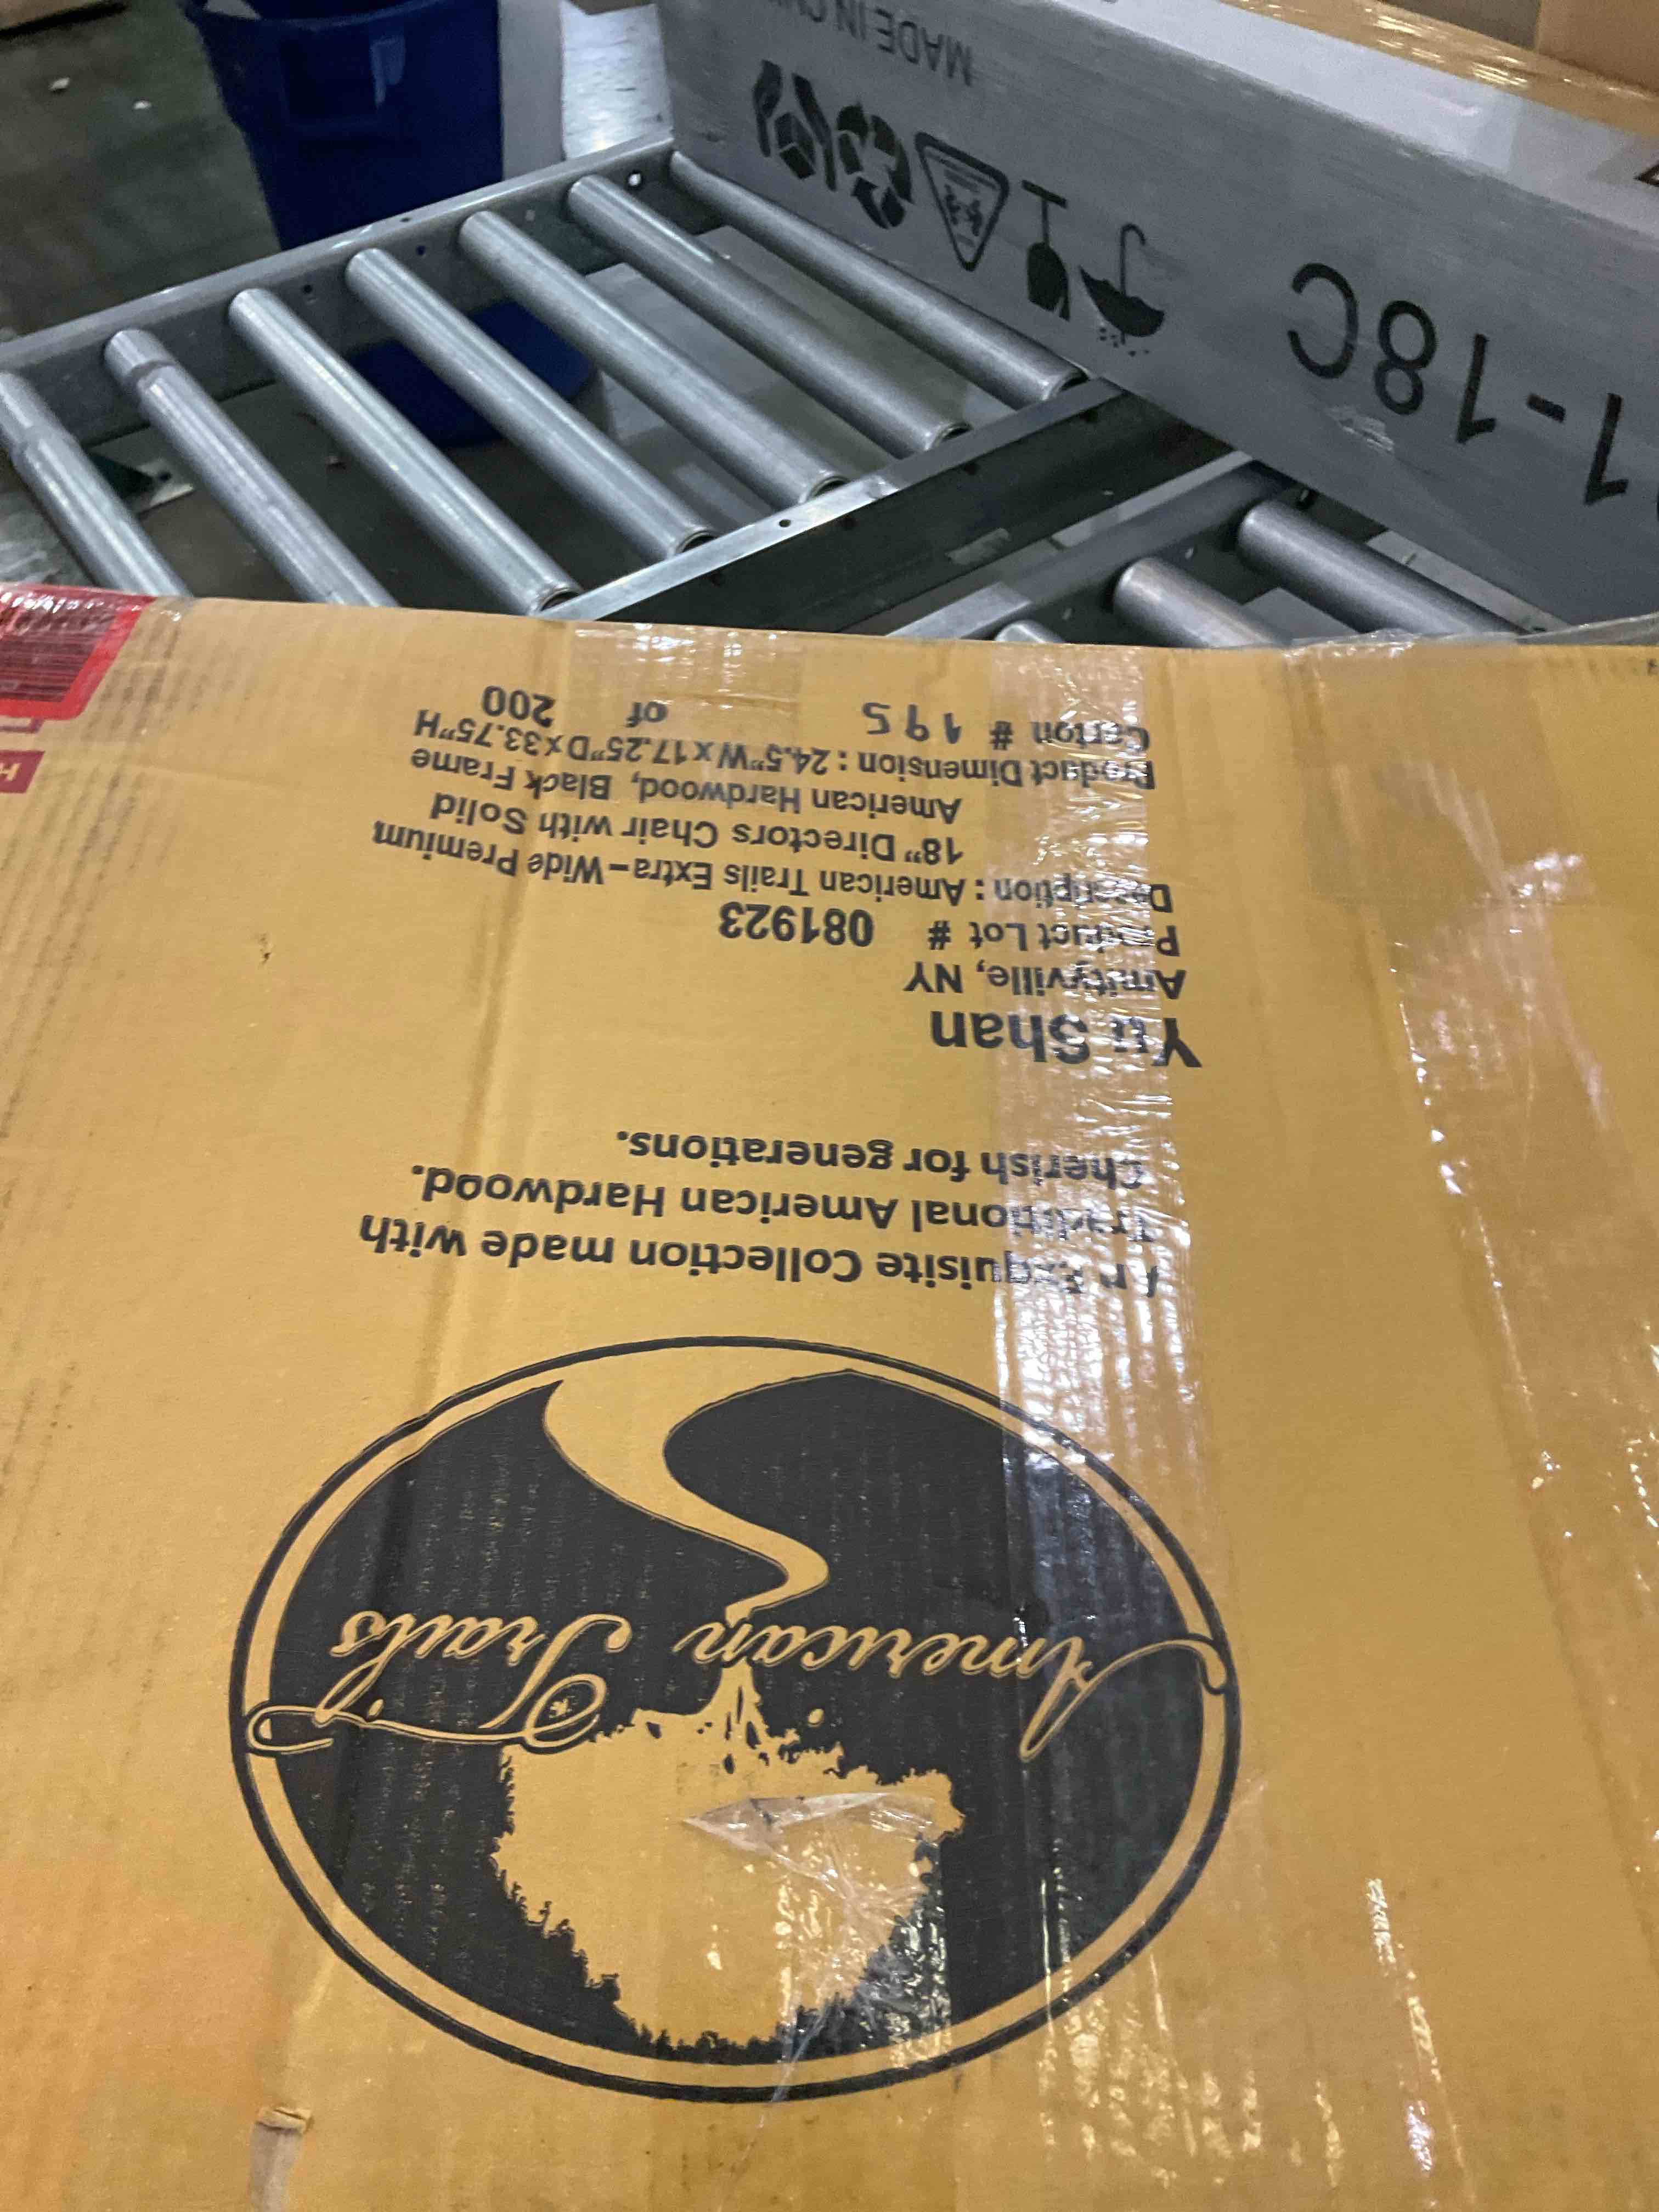 American Trails
An Exquisite Collection made with
Traditional American Hardwood.
Cherish for generations.
Yu Shan
Amityville, NY
Product Lot # 081923
Description : American Trails Extra-Wide Premium
18" Directors Chair with Solid
American Hardwood, Black Frame
Product Dimension : 24.5"W x 17.25"D x 33.75"H
Carton # 195 of 200
1-18C
MADE IN